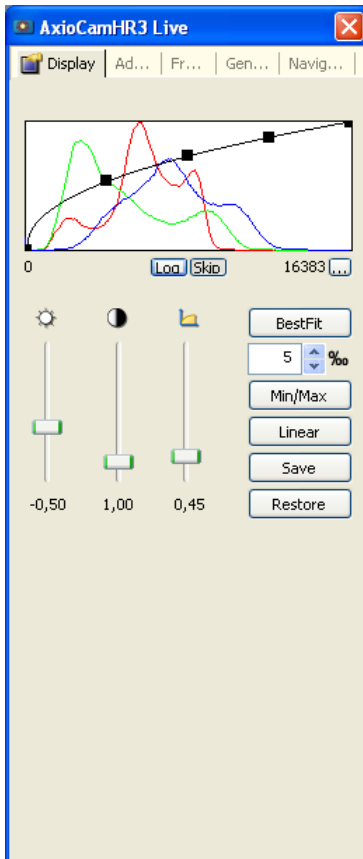 AxioCamHR3 Live
Display Ad... Fr... Gen... Navig...
0 Log Skip 16383 ...
BestFit
5 ‰
Min/Max
Linear
Save
-0,50 1,00 0,45 Restore